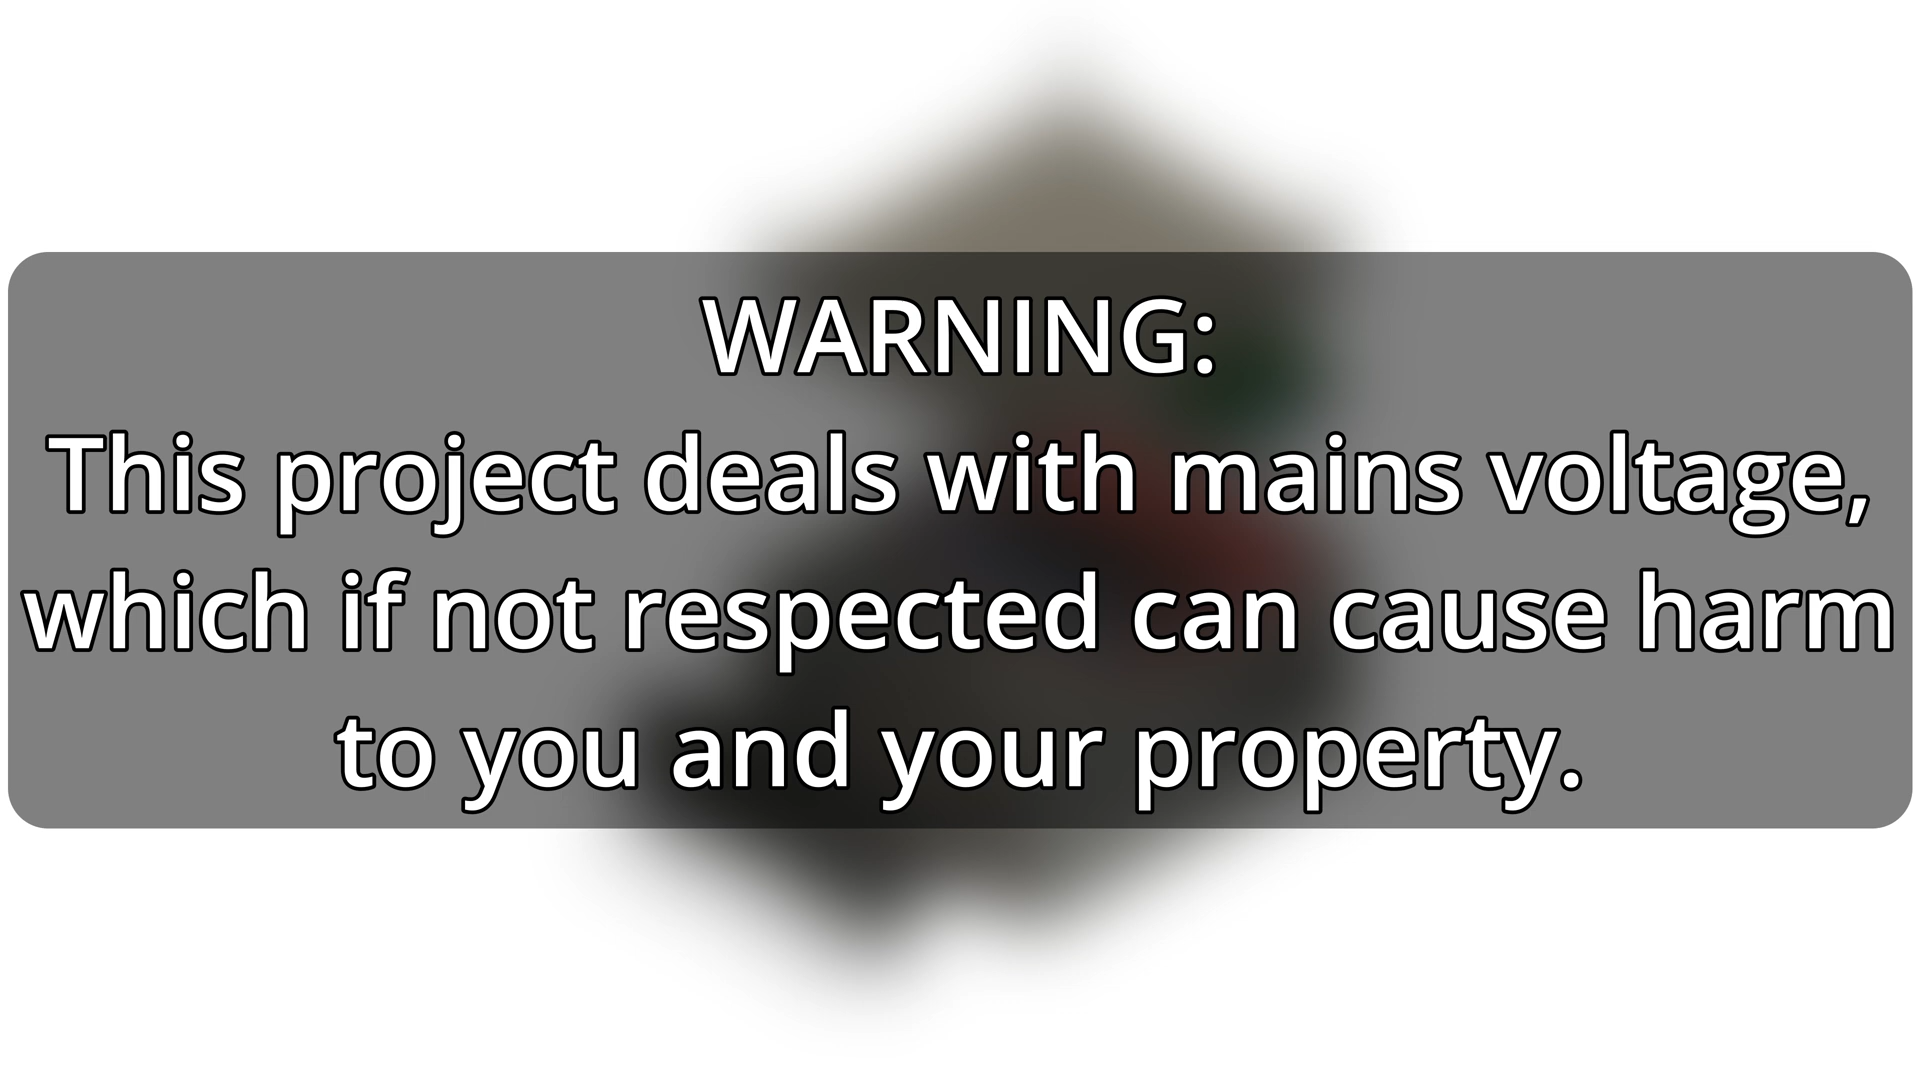 WARNING:
This project deals with mains voltage,
which if not respected can cause harm
to you and your property.